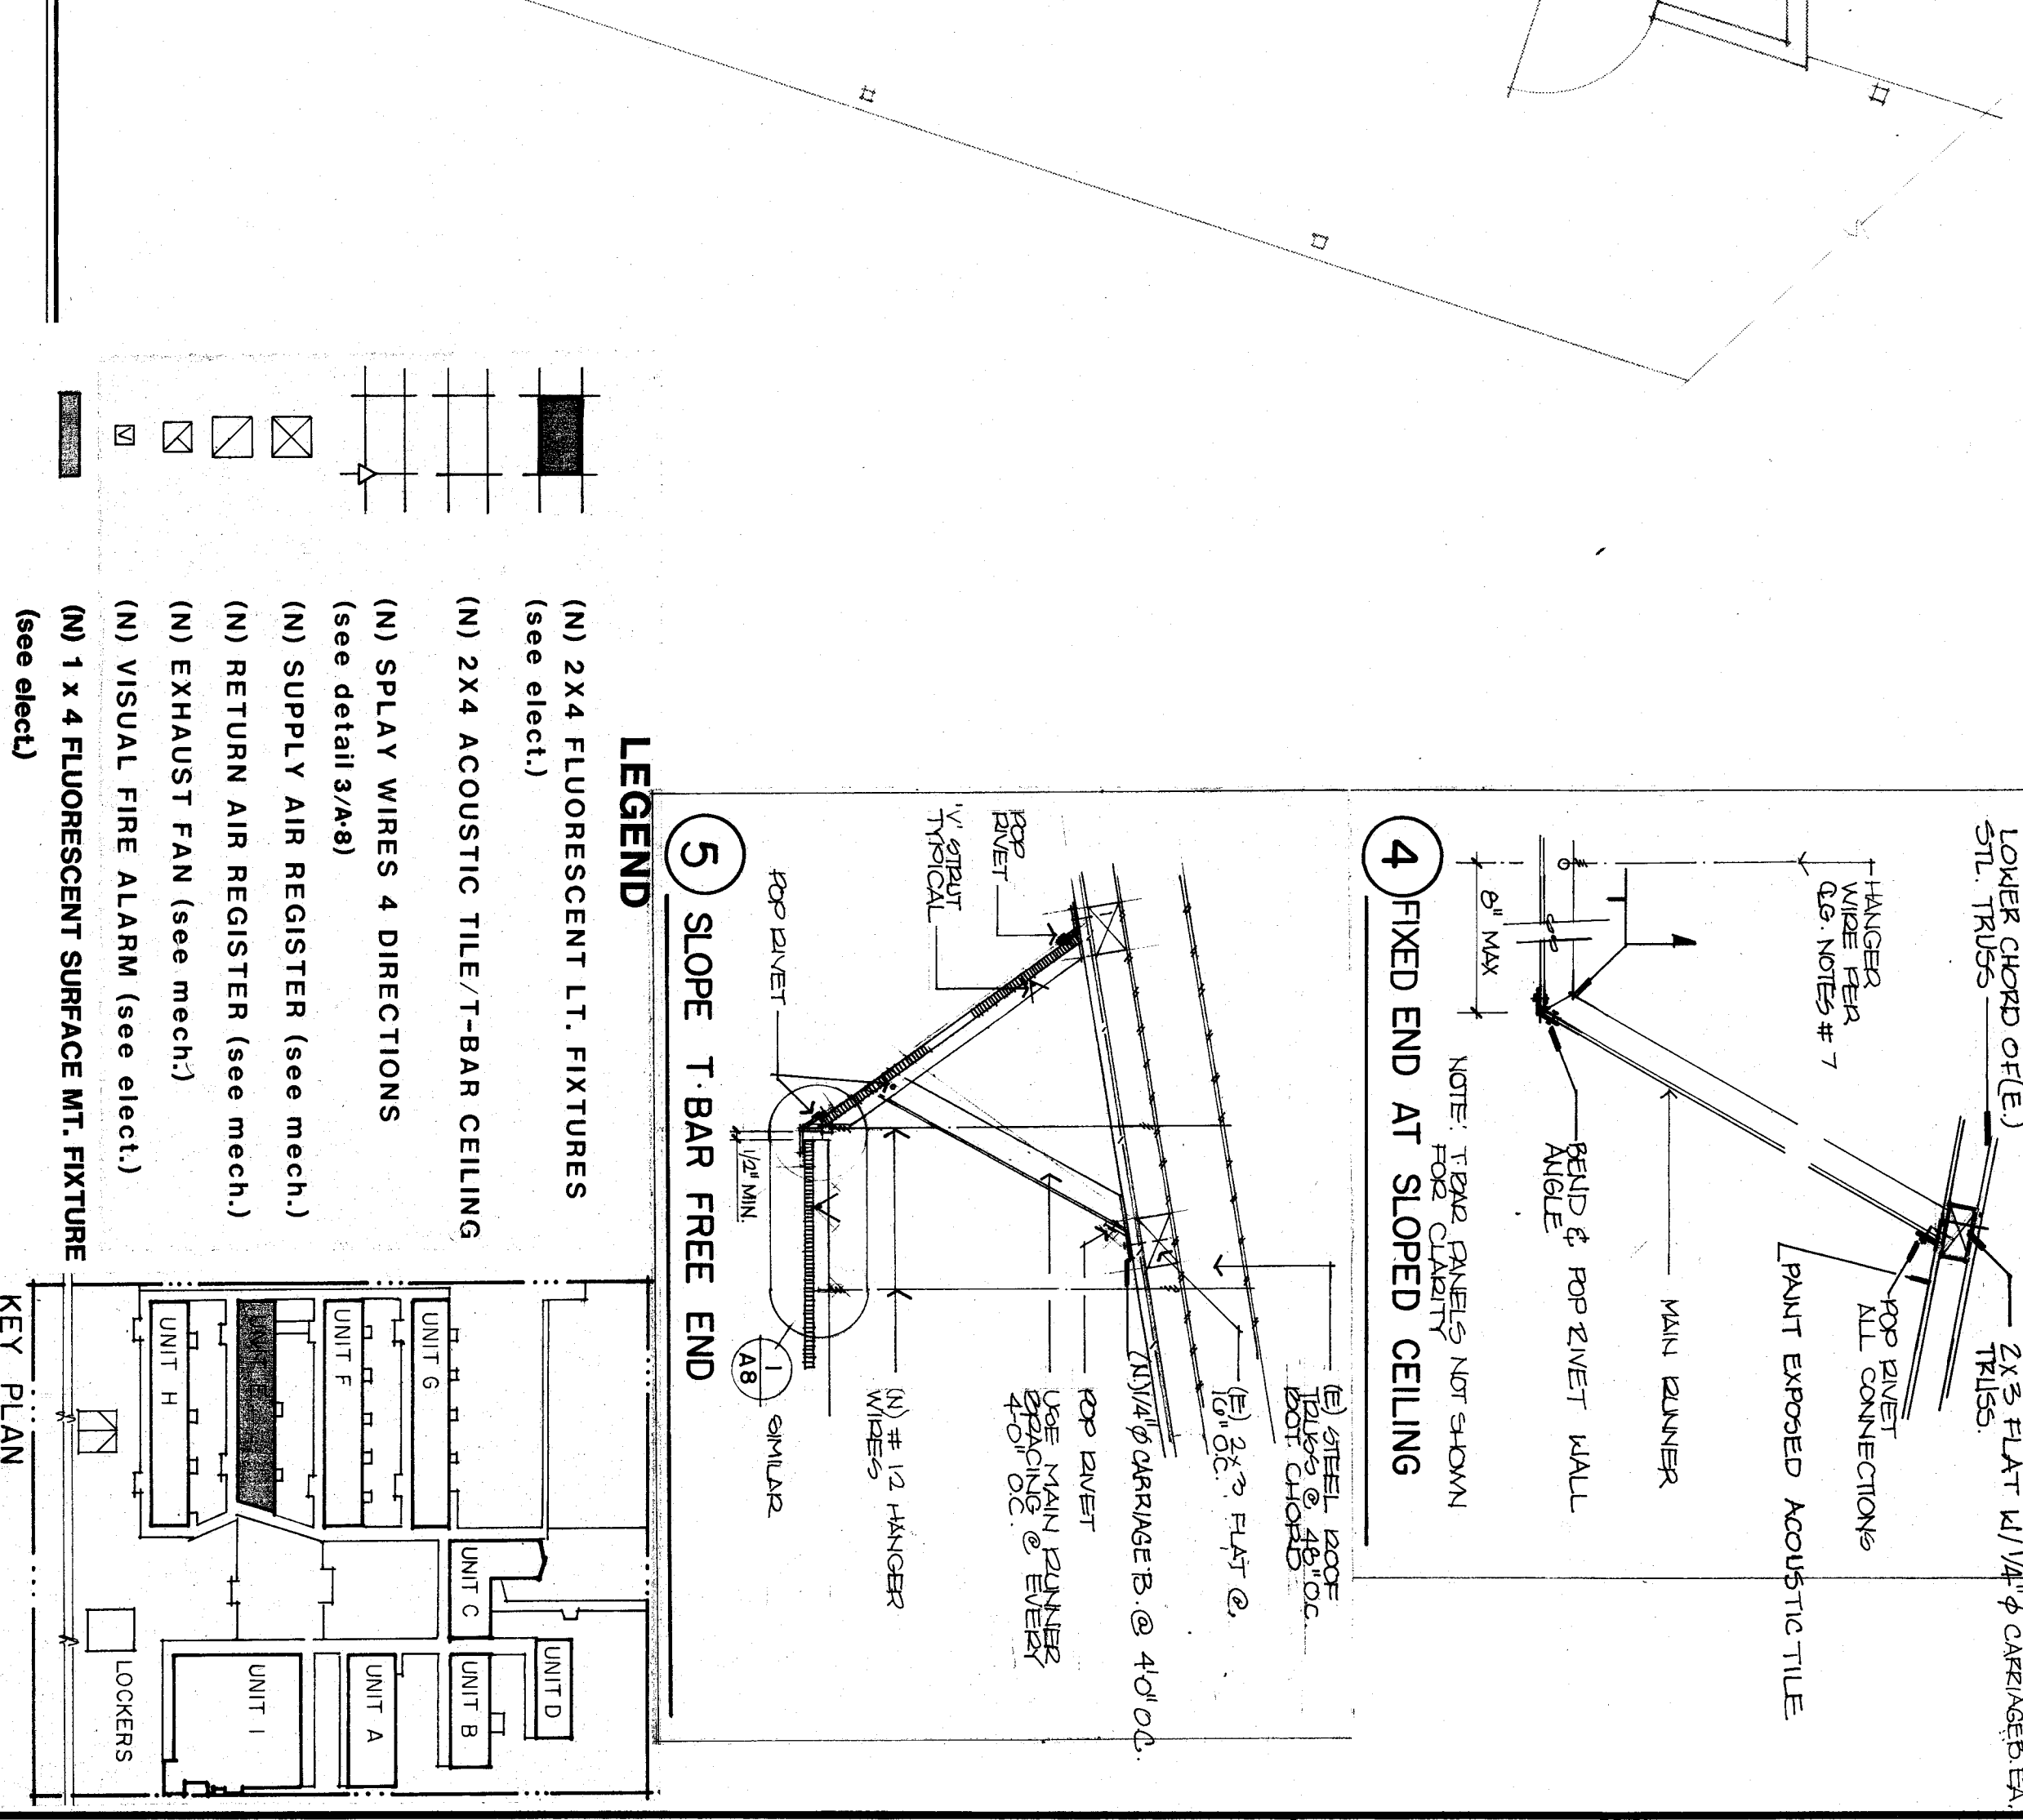 LOWER CHORD OF (E.)
STL. TRUSS
2x3 FLAT W/ 1/4" ϕ CARRIAGE B. EA.
TRUSS.
HANGER
WIRE PER
C.G. NOTES # 7
POP RIVET
ALL CONNECTIONS
PAINT EXPOSED ACOUSTIC TILE
MAIN RUNNER
BEND & POP RIVET WALL
ANGLE
8" MAX
NOTE: T-BAR PANELS NOT SHOWN
FOR CLARITY
4 FIXED END AT SLOPED CEILING
(E) STEEL ROOF
TRUSS @ 48" O.C.
BOT. CHORD
(E) 2x3 FLAT @
16" O.C.
(N) 1/4" ϕ CARRIAGE B. @ 4'-0" O.C.
POP RIVET
USE MAIN RUNNER
BRACING @ EVERY
4'-0" O.C.
(N) # 12 HANGER
WIRES
1
A8
SIMILAR
POP
RIVET
'V' STRUT
TYPICAL
POP RIVET
1/2" MIN.
5 SLOPE T·BAR FREE END
LEGEND
(N) 2X4 FLUORESCENT LT. FIXTURES
(see elect.)
(N) 2X4 ACOUSTIC TILE/T-BAR CEILING
(N) SPLAY WIRES 4 DIRECTIONS
(see detail 3/A·8)
(N) SUPPLY AIR REGISTER (see mech.)
(N) RETURN AIR REGISTER (see mech.)
(N) EXHAUST FAN (see mech.)
V
(N) VISUAL FIRE ALARM (see elect.)
(N) 1 x 4 FLUORESCENT SURFACE MT. FIXTURE
(see elect.)
UNIT G
UNIT F
UNIT H
UNIT C
UNIT D
UNIT B
UNIT A
UNIT I
LOCKERS
KEY PLAN